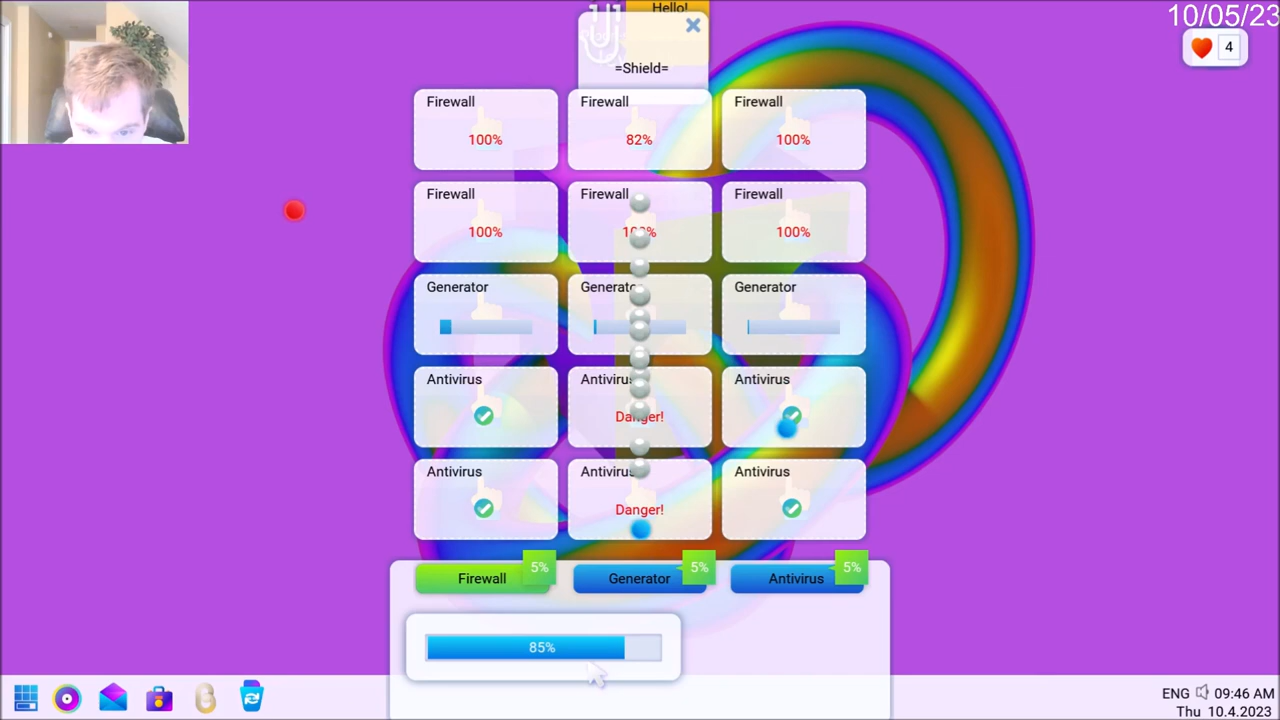 Hello!
10/05/23
4
=Shield=
Firewall Firewall Firewall
100% 82% 100%
Firewall Firewall Firewall
100% 100% 100%
Generator Generator Generator
Antivirus Antivirus Antivirus
Danger!
Antivirus Antivirus Antivirus
Danger!
Firewall 5% Generator 5% Antivirus 5%
85%
ENG 09:46 AM
Thu 10.4.2023